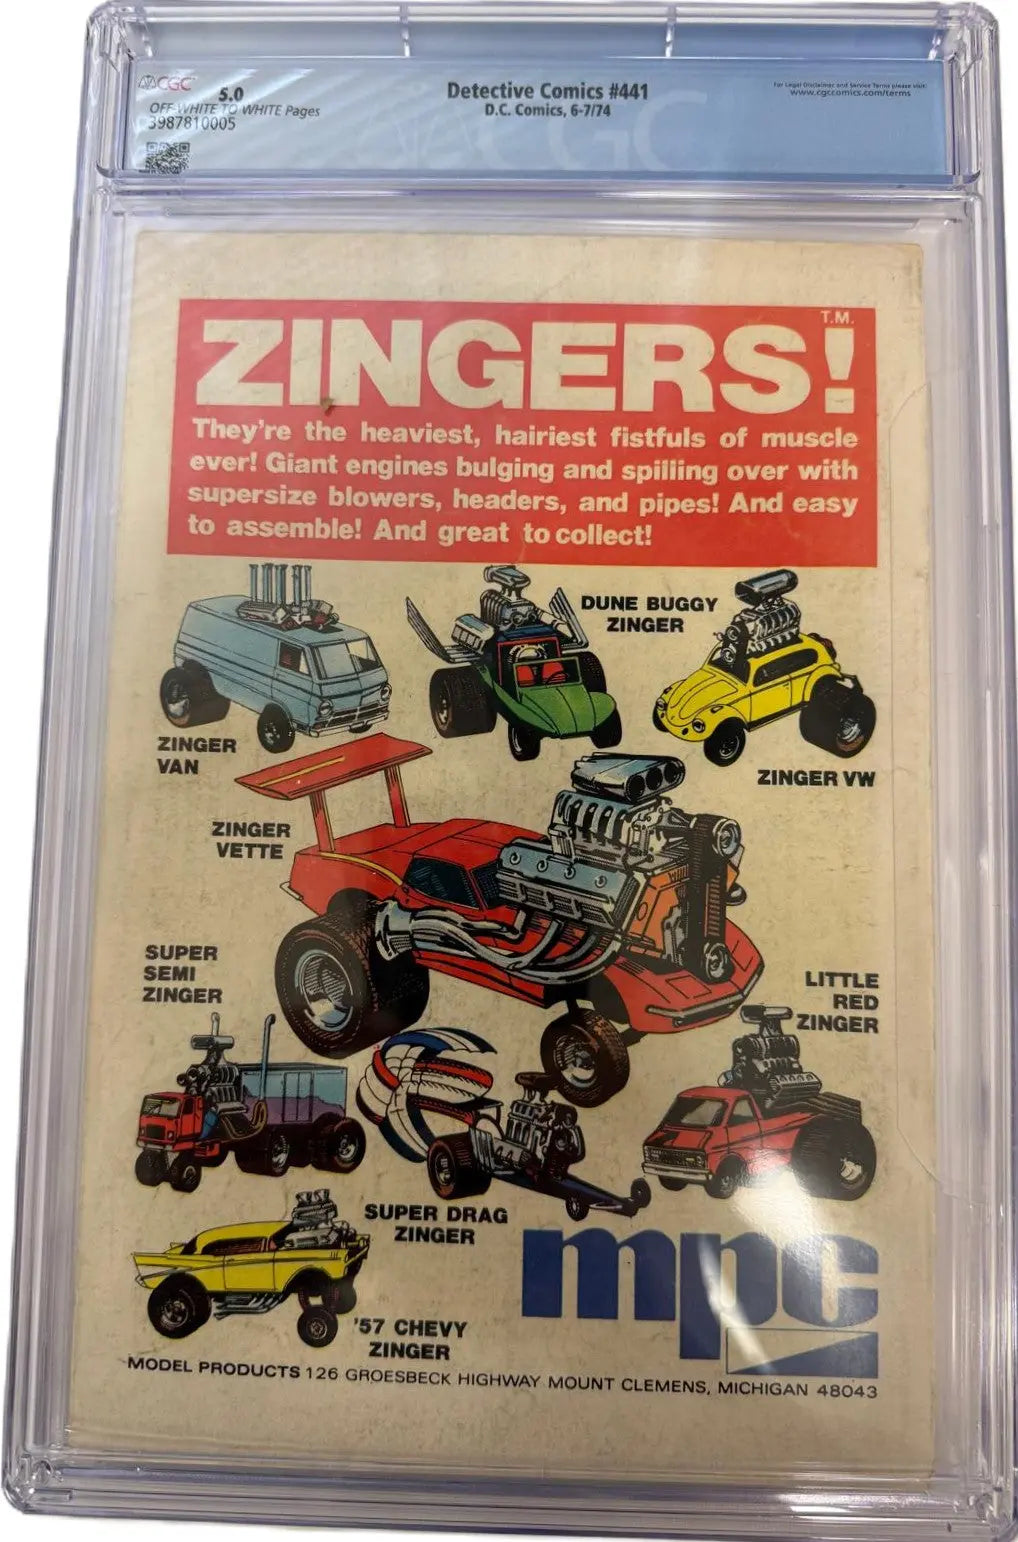 CGC
5.0
OFF-WHITE TO WHITE Pages
3987810005
Detective Comics #441
D.C. Comics, 6-7/74
For Legal Disclaimer and Service Terms please visit:
www.cgccomics.com/terms
CGC
ZINGERS!
T.M.
They're the heaviest, hairiest fistfuls of muscle
ever! Giant engines bulging and spilling over with
supersize blowers, headers, and pipes! And easy
to assemble! And great to collect!
DUNE BUGGY
ZINGER
ZINGER
VAN
ZINGER VW
ZINGER
VETTE
SUPER
SEMI
ZINGER
LITTLE
RED
ZINGER
SUPER DRAG
ZINGER
'57 CHEVY
ZINGER
mpc
MODEL PRODUCTS 126 GROESBECK HIGHWAY MOUNT CLEMENS, MICHIGAN 48043